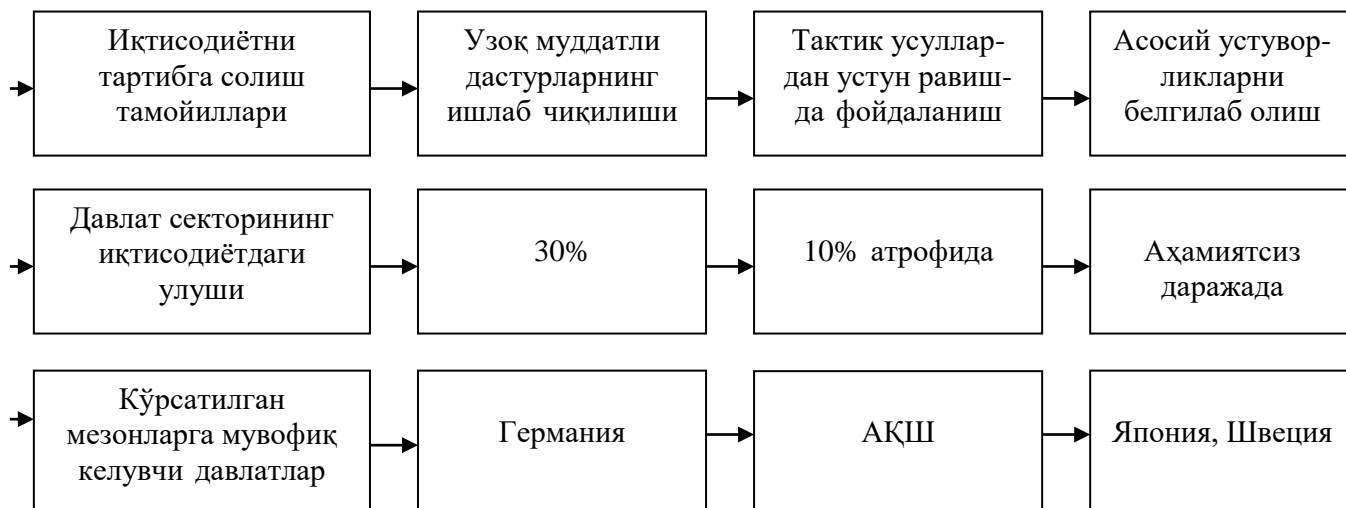 Иқтисодиётни
тартибга солиш
тамойиллари
Узоқ муддатли
дастурларнинг
ишлаб чиқилиши
Тактик усуллар-
дан устун равиш-
да фойдаланиш
Асосий устувор-
ликларни
белгилаб олиш
Давлат секторининг
иқтисодиётдаги
улуши
30%
10% атрофида
Аҳамиятсиз
даражада
Кўрсатилган
мезонларга мувофиқ
келувчи давлатлар
Германия
АҚШ
Япония, Швеция